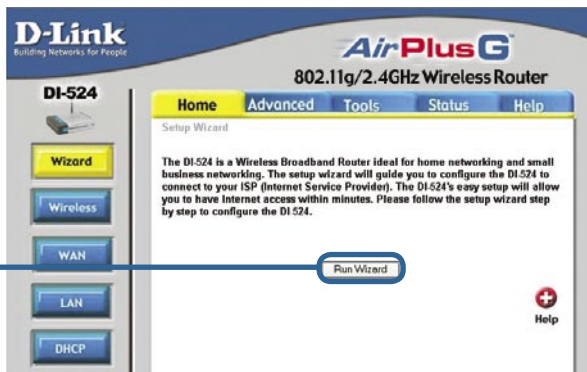 D-Link
Building Networks for People
AirPlus G
802.11g/2.4GHz Wireless Router
DI-524
Home Advanced Tools Status Help
Setup Wizard
Wizard
The DI-524 is a Wireless Broadband Router ideal for home networking and small
business networking. The setup wizard will guide you to configure the DI-524 to
connect to your ISP (Internet Service Provider). The DI-524's easy setup will allow
you to have Internet access within minutes. Please follow the setup wizard step
by step to configure the DI-524.
Wireless
WAN
Run Wizard
LAN
Help
DHCP